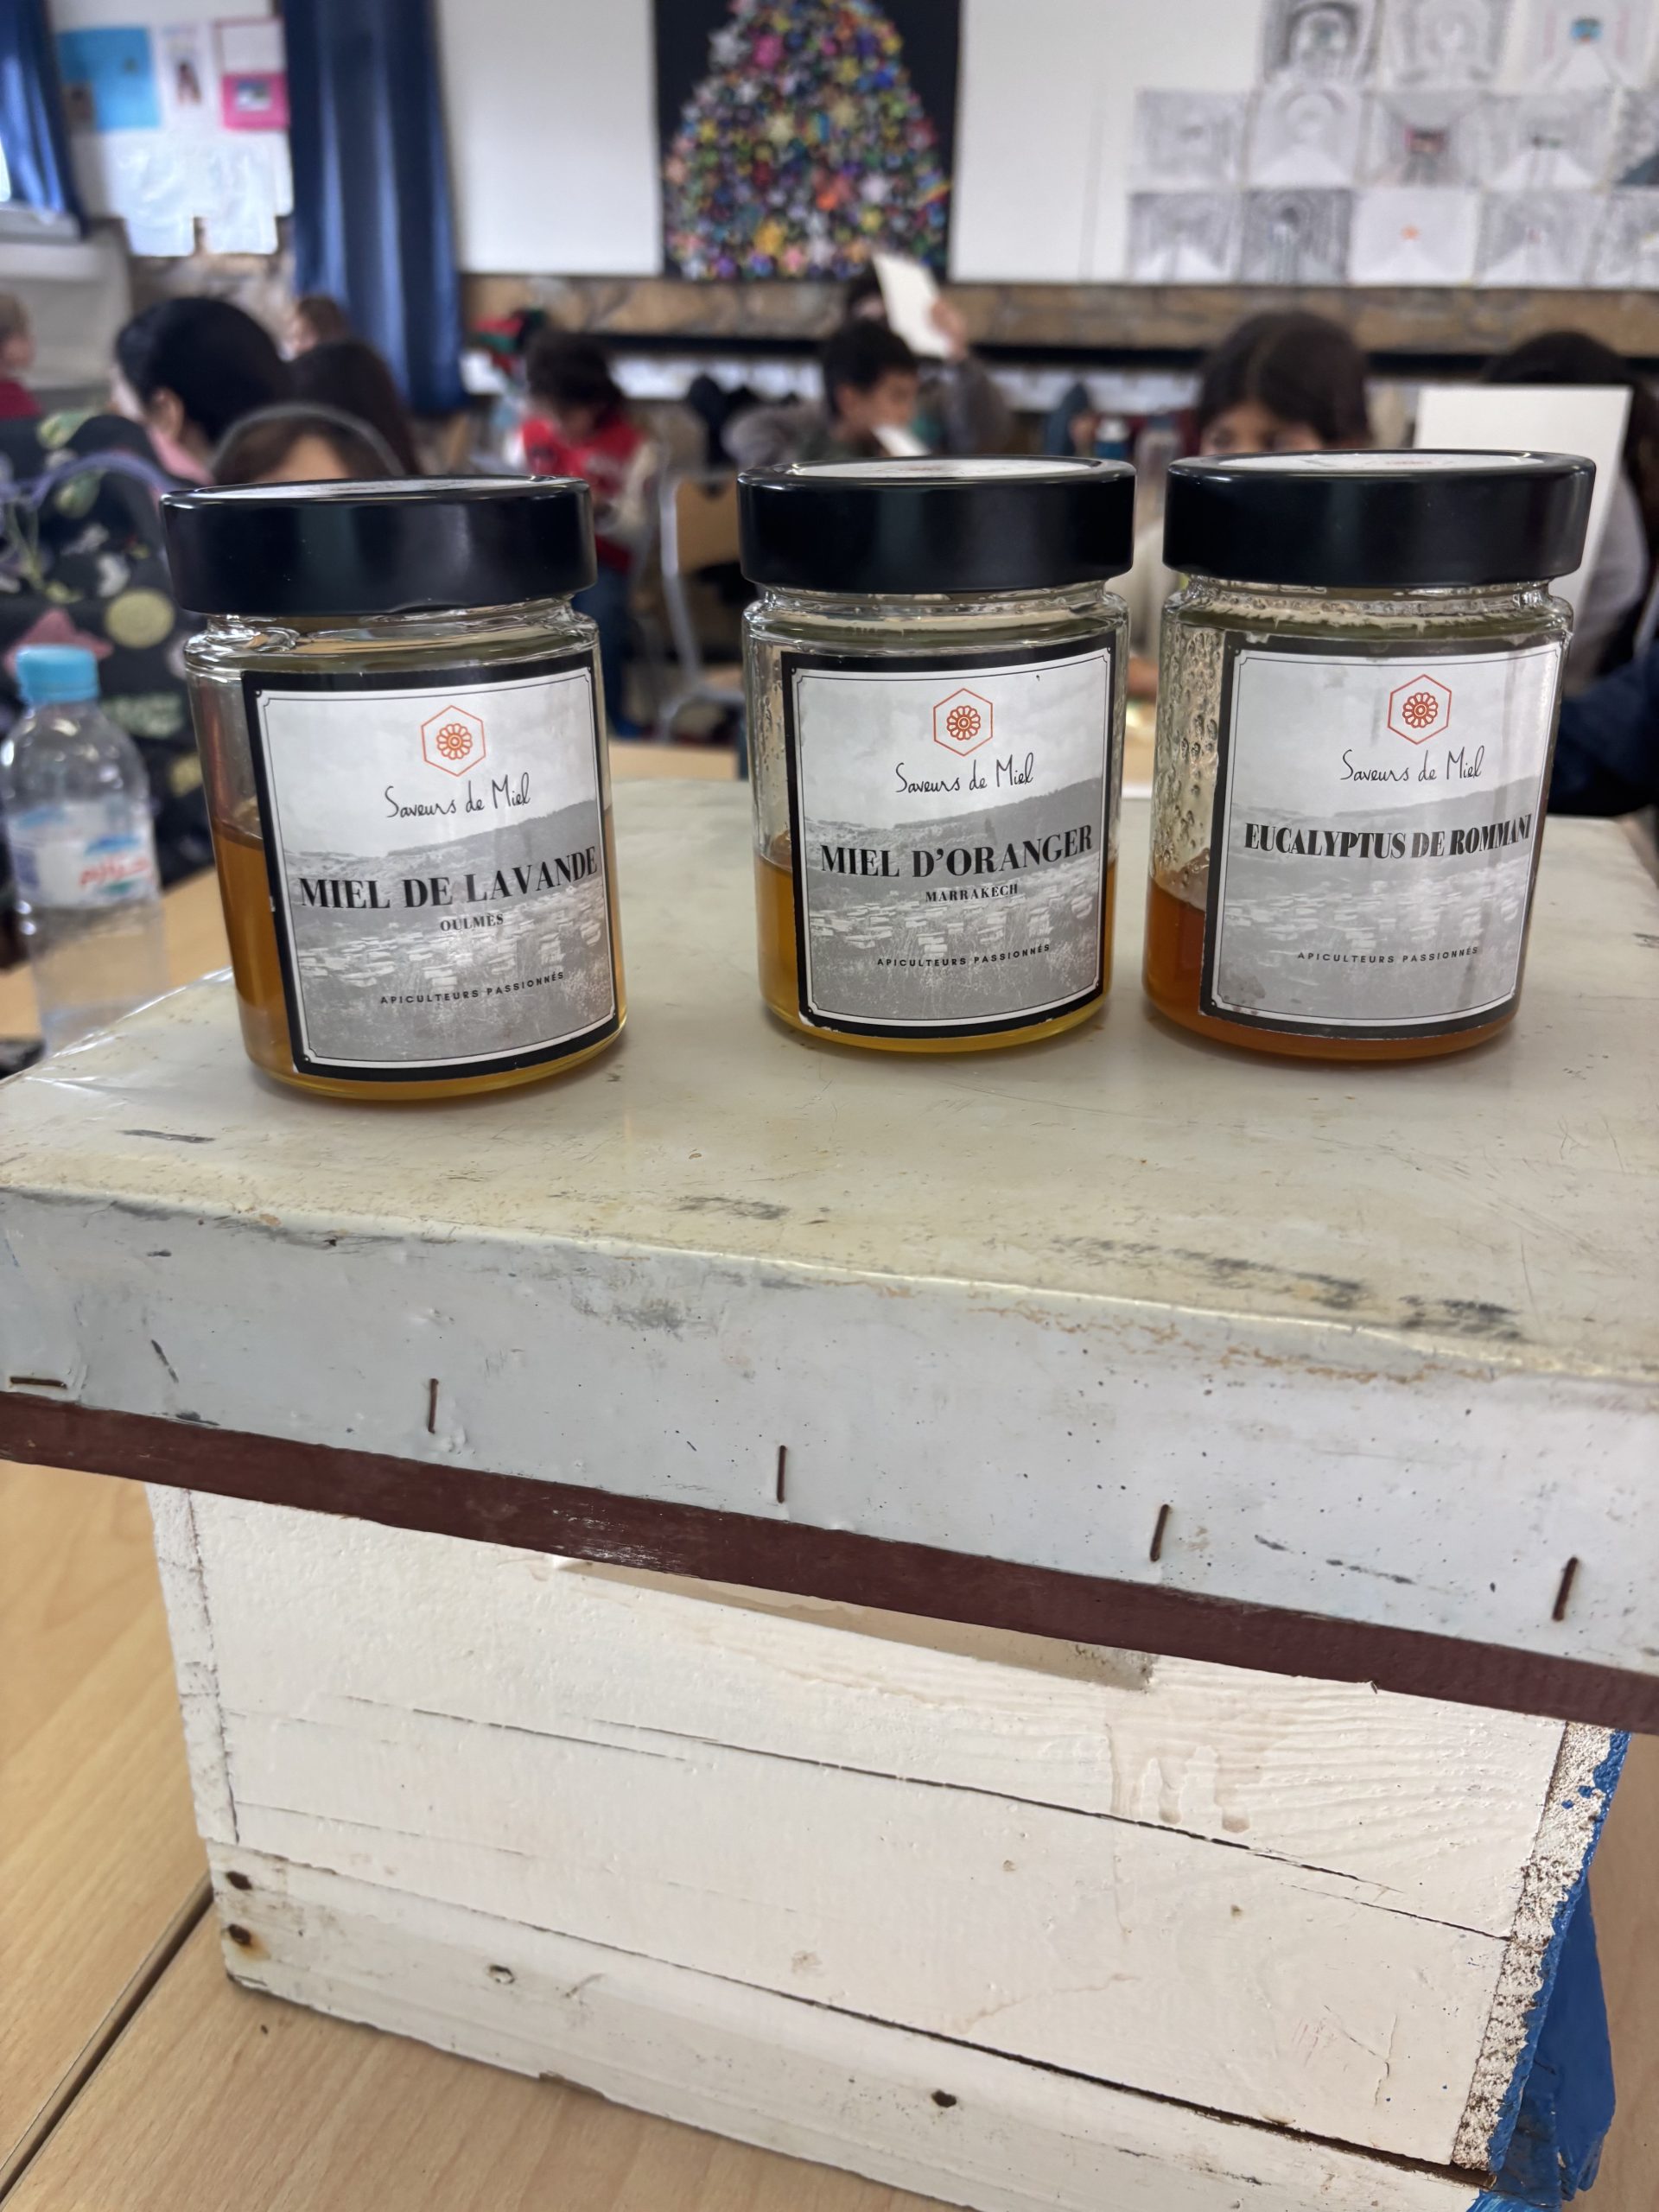 Saveurs de Miel
MIEL DE LAVANDE
OULMÈS
APICULTEURS PASSIONNÉS
Saveurs de Miel
MIEL D'ORANGER
MARRAKECH
APICULTEURS PASSIONNÉS
Saveurs de Miel
EUCALYPTUS DE ROMMANI
APICULTEURS PASSIONNÉS